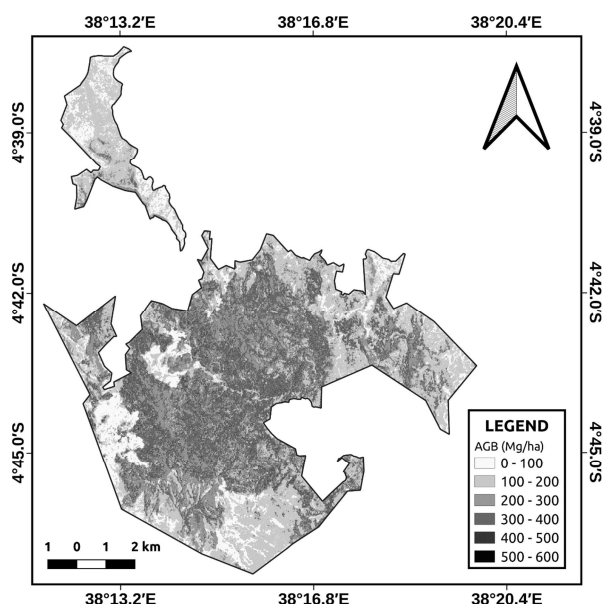 38°13.2′E 38°16.8′E 38°20.4′E
4°39.0′S 4°39.0′S
4°42.0′S 4°42.0′S
4°45.0′S 4°45.0′S
LEGEND
AGB (Mg/ha)
0 - 100
100 - 200
200 - 300
300 - 400
400 - 500
500 - 600
1 0 1 2 km
38°13.2′E 38°16.8′E 38°20.4′E